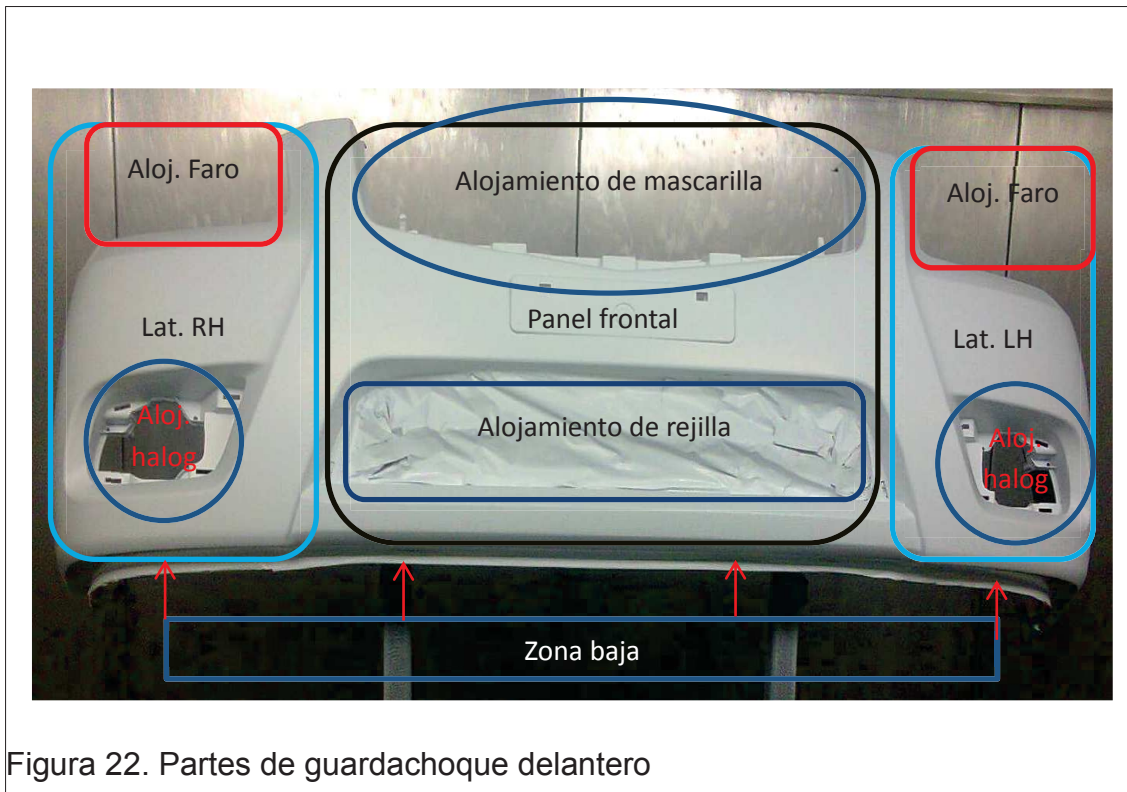 Aloj. Faro
Alojamiento de mascarilla
Aloj. Faro
Panel frontal
Lat. RH
Lat. LH
Aloj.
halog
Alojamiento de rejilla
Aloj.
halog
Zona baja
Figura 22. Partes de guardachoque delantero